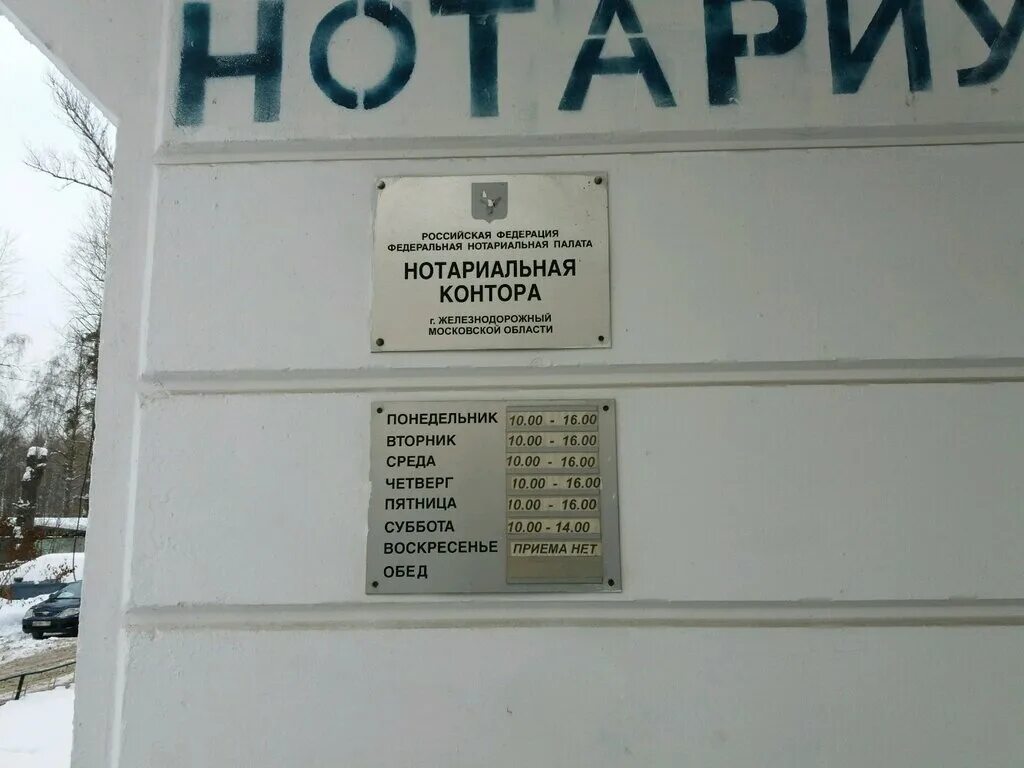 НОТАРИУ
РОССИЙСКАЯ ФЕДЕРАЦИЯ
ФЕДЕРАЛЬНАЯ НОТАРИАЛЬНАЯ ПАЛАТА
НОТАРИАЛЬНАЯ
КОНТОРА
г. ЖЕЛЕЗНОДОРОЖНЫЙ
МОСКОВСКОЙ ОБЛАСТИ
ПОНЕДЕЛЬНИК 10.00 - 16.00
ВТОРНИК 10.00 - 16.00
СРЕДА 10.00 - 16.00
ЧЕТВЕРГ 10.00 - 16.00
ПЯТНИЦА 10.00 - 16.00
СУББОТА 10.00 - 14.00
ВОСКРЕСЕНЬЕ ПРИЕМА НЕТ
ОБЕД